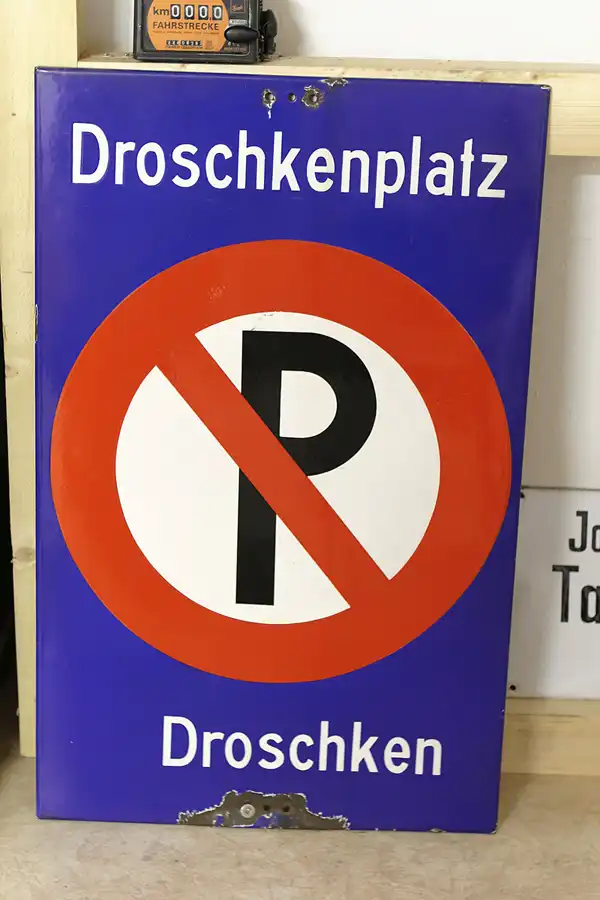 km 0000
FAHRSTRECKE
Droschkenplatz
P
Droschken